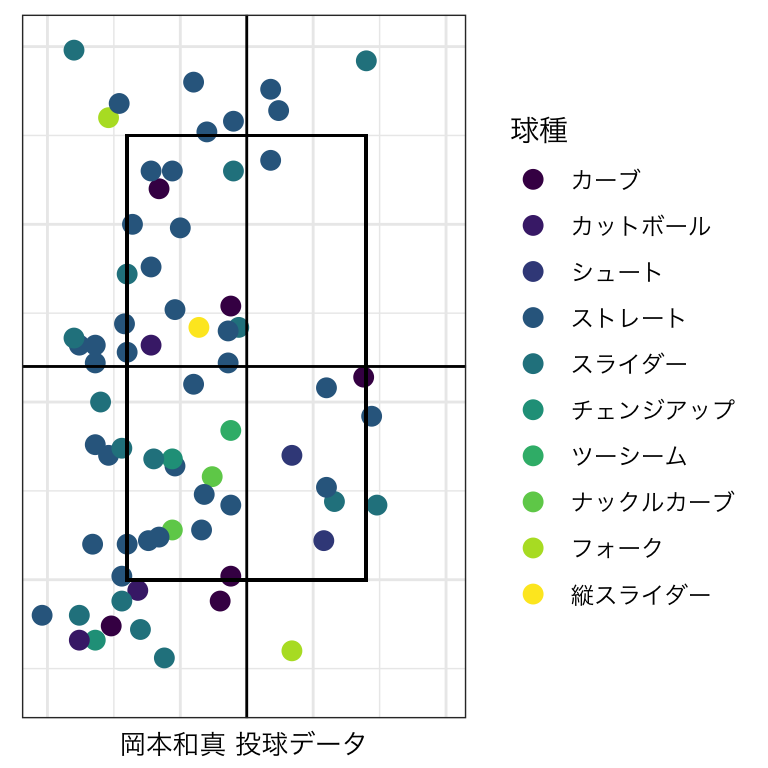 球種
カーブ
カットボール
シュート
ストレート
スライダー
チェンジアップ
ツーシーム
ナックルカーブ
フォーク
縦スライダー
岡本和真 投球データ